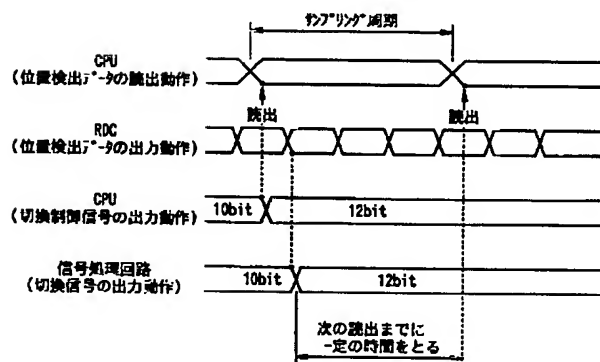 サンプリング周期
CPU
(位置検出データの読出動作)
読出
読出
RDC
(位置検出データの出力動作)
CPU
(切換制御信号の出力動作)
10bit
12bit
信号処理回路
(切換信号の出力動作)
10bit
12bit
次の読出までに
一定の時間をとる